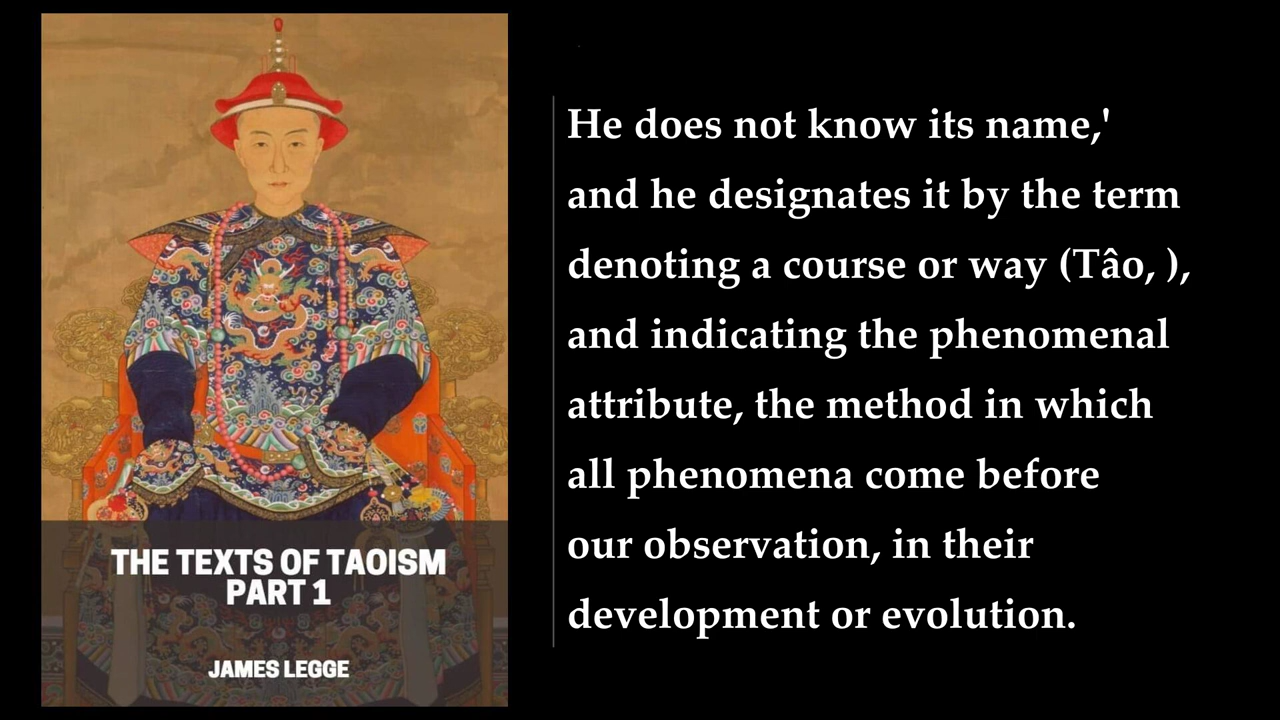 THE TEXTS OF TAOISM
PART 1
JAMES LEGGE
He does not know its name,'
and he designates it by the term
denoting a course or way (Tâo, ),
and indicating the phenomenal
attribute, the method in which
all phenomena come before
our observation, in their
development or evolution.